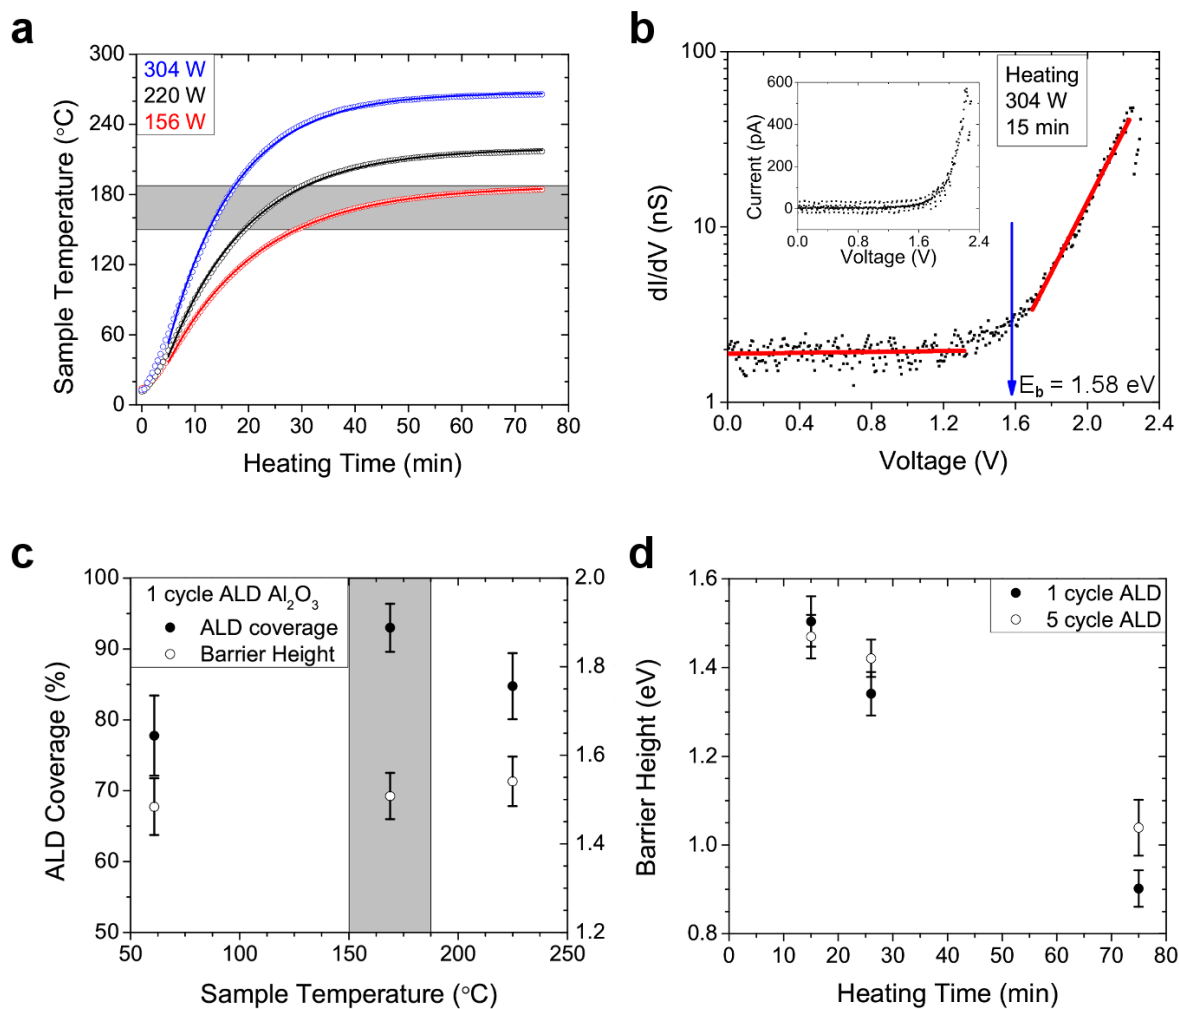 a
300
240
180
120
60
0
Sample Temperature (°C)
304 W
220 W
156 W
0 10 20 30 40 50 60 70 80
Heating Time (min)
b
100
10
1
dI/dV (nS)
600
400
200
0
Current (pA)
0.0 0.8 1.6 2.4
Voltage (V)
Heating
304 W
15 min
E_b = 1.58 eV
0.0 0.4 0.8 1.2 1.6 2.0 2.4
Voltage (V)
c
100
90
80
70
60
50
ALD Coverage (%)
1 cycle ALD Al₂O₃
ALD coverage
Barrier Height
2.0
1.8
1.6
1.4
1.2
50 100 150 200 250
Sample Temperature (°C)
d
1.6
1.4
1.2
1.0
0.8
Barrier Height (eV)
1 cycle ALD
5 cycle ALD
0 10 20 30 40 50 60 70 80
Heating Time (min)